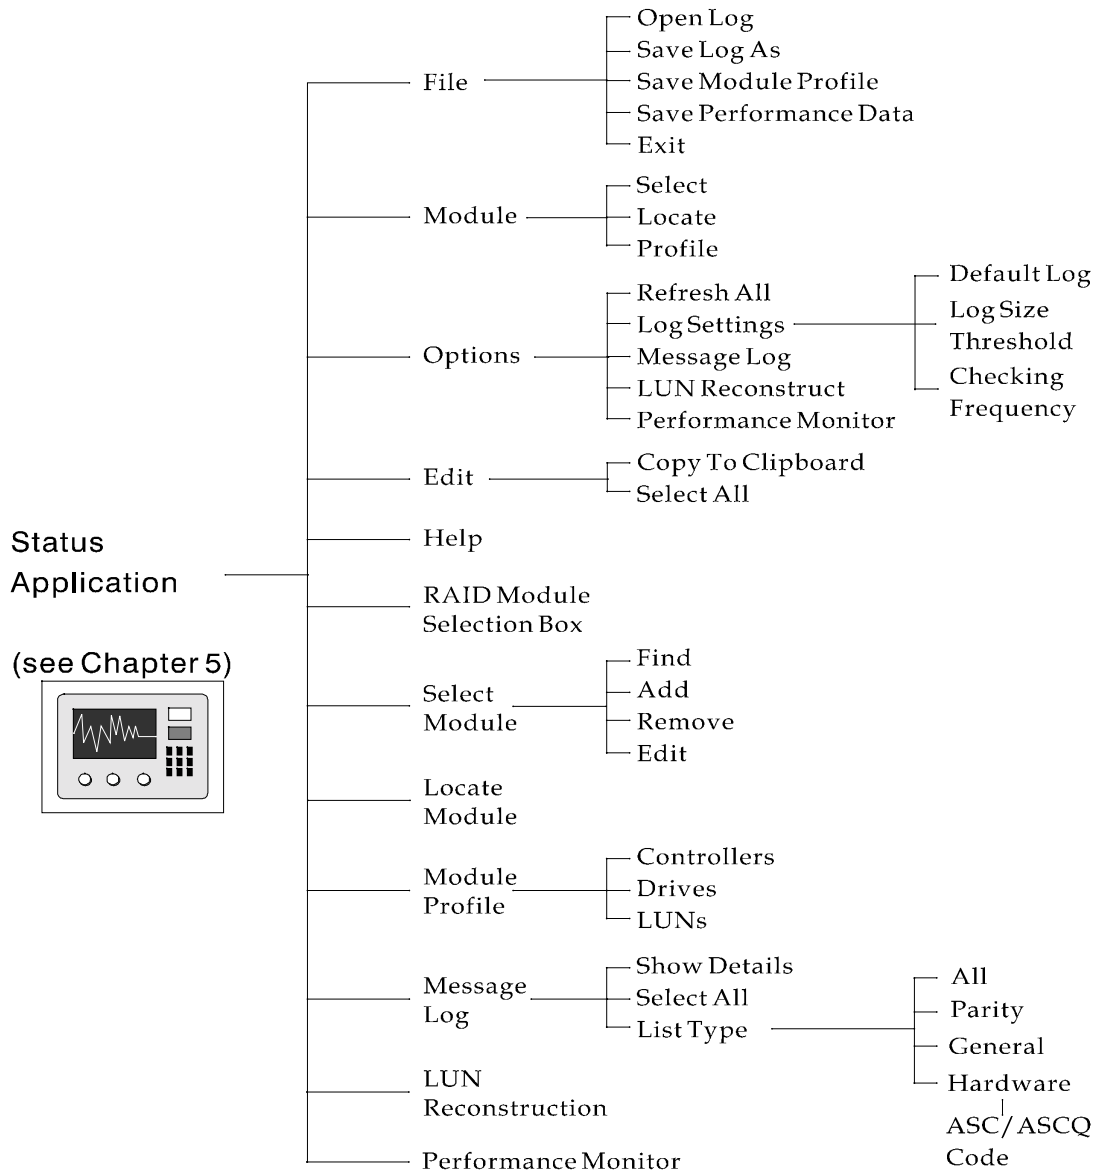 Status
Application
(see Chapter 5)
File
Open Log
Save Log As
Save Module Profile
Save Performance Data
Exit
Module
Select
Locate
Profile
Options
Refresh All
Log Settings
Default Log
Log Size
Threshold
Checking
Frequency
Message Log
LUN Reconstruct
Performance Monitor
Edit
Copy To Clipboard
Select All
Help
RAID Module
Selection Box
Select
Module
Find
Add
Remove
Edit
Locate
Module
Module
Profile
Controllers
Drives
LUNs
Message
Log
Show Details
Select All
List Type
All
Parity
General
Hardware
ASC/ASCQ
Code
LUN
Reconstruction
Performance Monitor